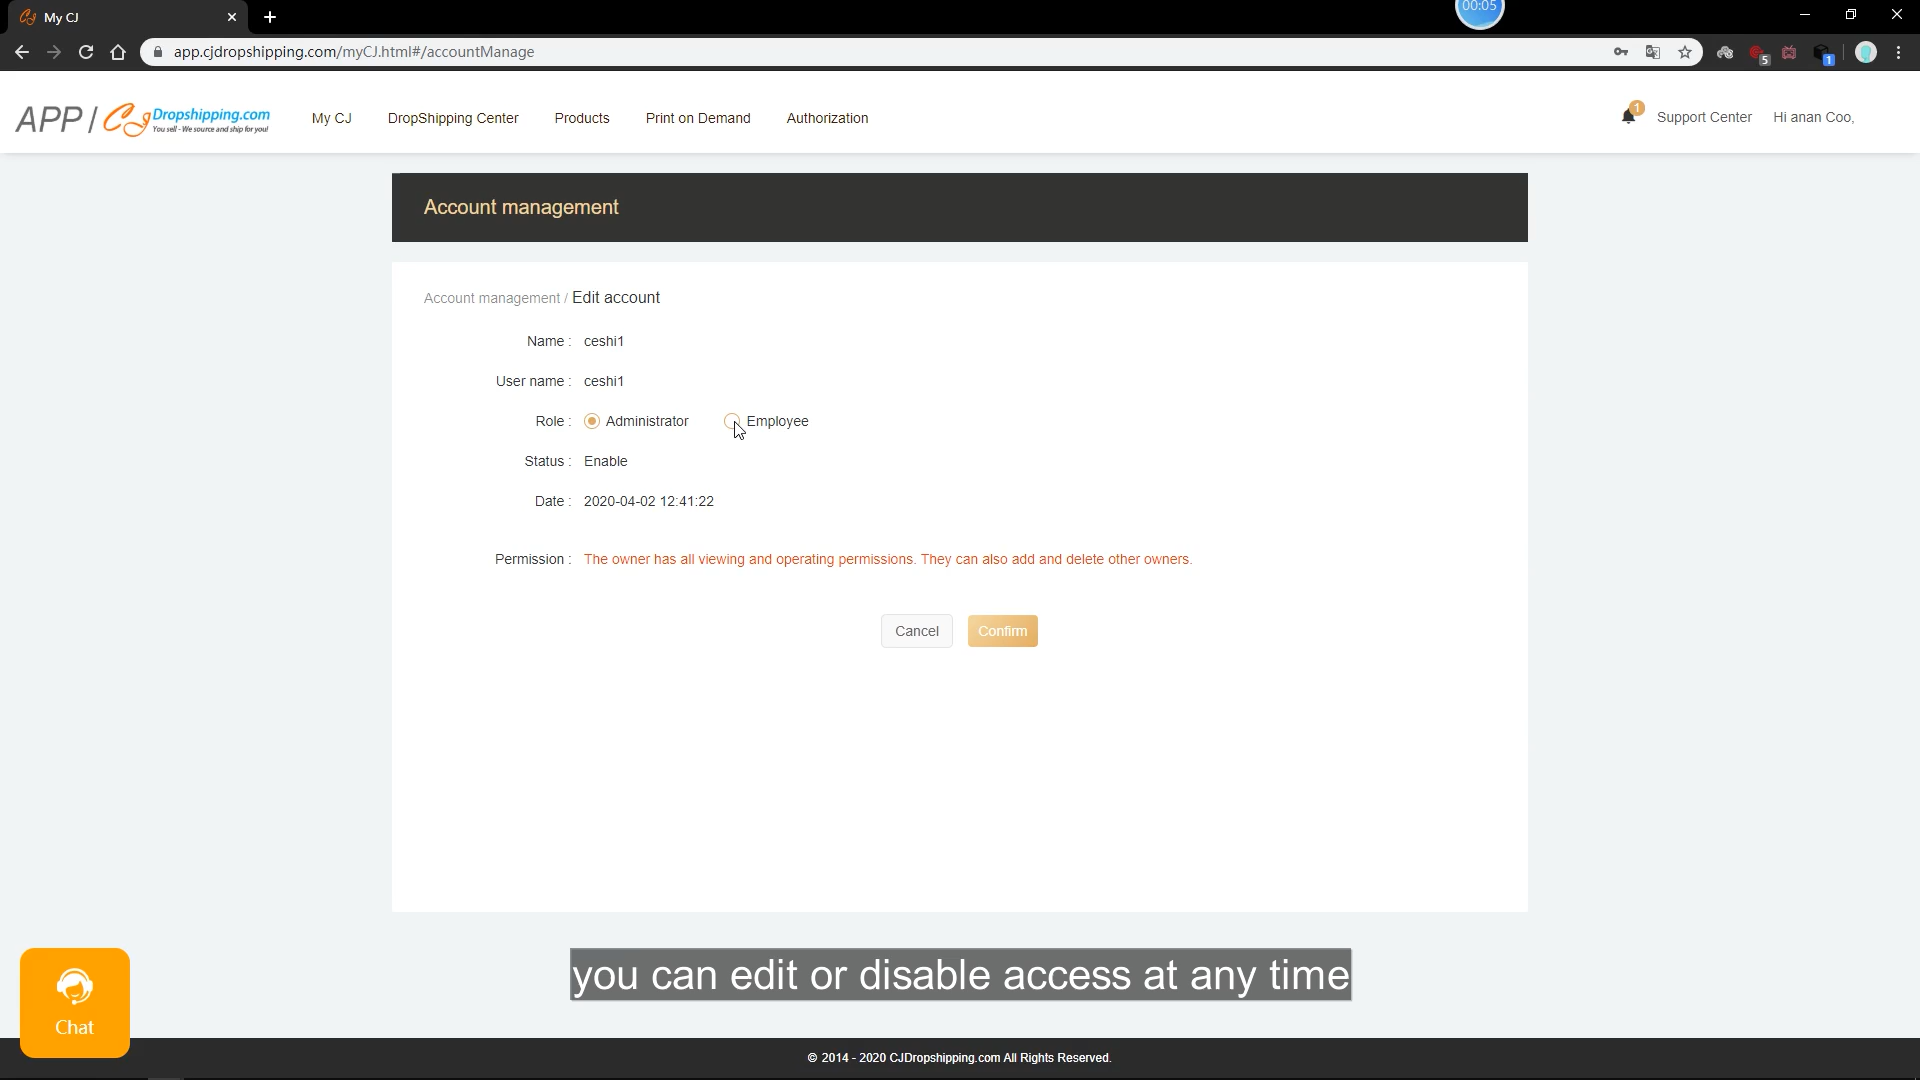 My CJ
00:05
app.cjdropshipping.com/myCJ.html#/accountManage
5
1
APP / CJ Dropshipping.com
You sell - We source and ship for you!
My CJ
DropShipping Center
Products
Print on Demand
Authorization
1
Support Center
Hi anan Coo,
Account management
Account management / Edit account
Name : ceshi1
User name : ceshi1
Role : Administrator Employee
Status : Enable
Date : 2020-04-02 12:41:22
Permission : The owner has all viewing and operating permissions. They can also add and delete other owners.
Cancel
Confirm
you can edit or disable access at any time
Chat
© 2014 - 2020 CJDropshipping.com All Rights Reserved.